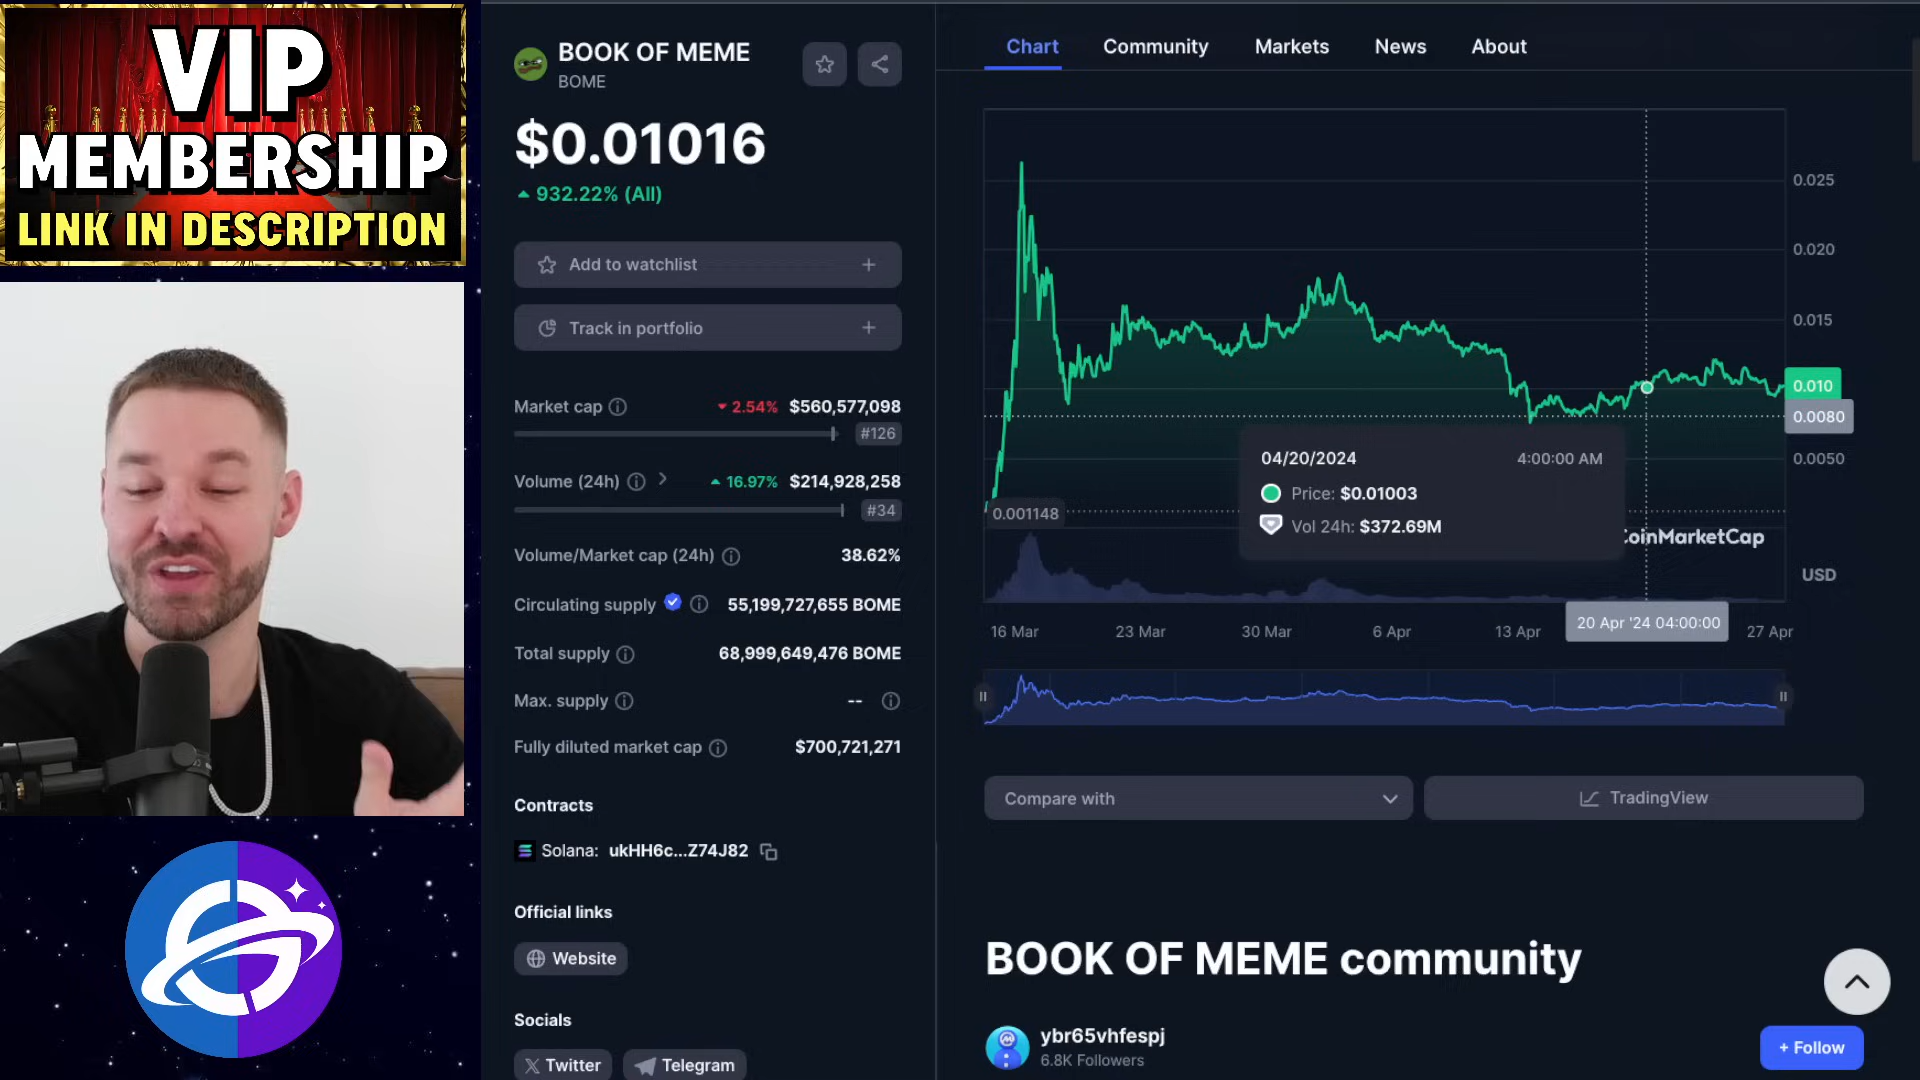 VIP
MEMBERSHIP
LINK IN DESCRIPTION
BOOK OF MEME
BOME
$0.01016
932.22% (All)
Add to watchlist
Track in portfolio
Market cap
2.54% $560,577,098
#126
Volume (24h)
16.97% $214,928,258
#34
Volume/Market cap (24h)
38.62%
Circulating supply
55,199,727,655 BOME
Total supply
68,999,649,476 BOME
Max. supply
--
Fully diluted market cap
$700,721,271
Contracts
Solana: ukHH6c...Z74J82
Official links
Website
Socials
Twitter
Telegram
Chart
Community
Markets
News
About
0.025
0.020
0.015
0.010
0.0080
0.0050
0.001148
04/20/2024
4:00:00 AM
Price: $0.01003
Vol 24h: $372.69M
CoinMarketCap
USD
16 Mar
23 Mar
30 Mar
6 Apr
13 Apr
20 Apr '24 04:00:00
27 Apr
Compare with
TradingView
BOOK OF MEME community
ybr65vhfespj
6.8K Followers
+ Follow